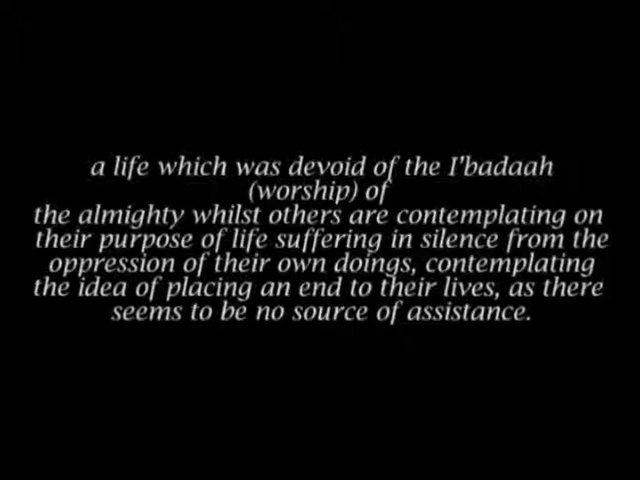 a life which was devoid of the I'badaah
(worship) of
the almighty whilst others are contemplating on
their purpose of life suffering in silence from the
oppression of their own doings, contemplating
the idea of placing an end to their lives, as there
seems to be no source of assistance.